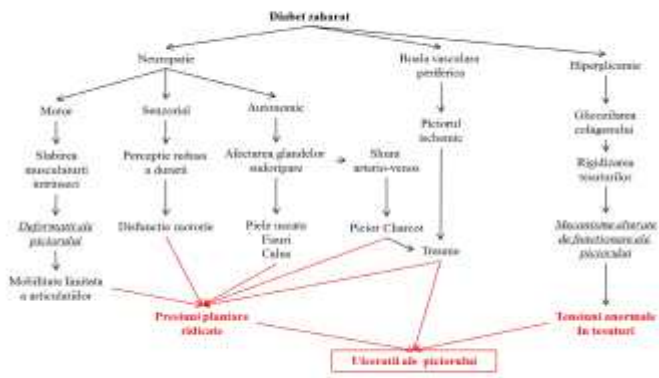 Diabet zaharat
Neuropatie
Boala vasculara
periferica
Hiperglicemie
Motor
Senzorial
Autonomic
Piciorul
ischemic
Glicozilarea
colagenului
Slabirea
musculaturii
intrinseci
Perceptie redusa
a durerii
Afectarea glandelor
sudoripare
Shunt
arterio-venos
Rigidizarea
tesuturilor
Deformatii ale
piciorului
Disfunctie motorie
Piele uscata
Fisuri
Calus
Picior Charcot
Trauma
Mecanisme alterate
de functionare ale
piciorului
Mobilitate limitata
a articulatiilor
Presiuni plantare
ridicate
Tensiuni anormale
In tesuturi
Ulceratii ale piciorului